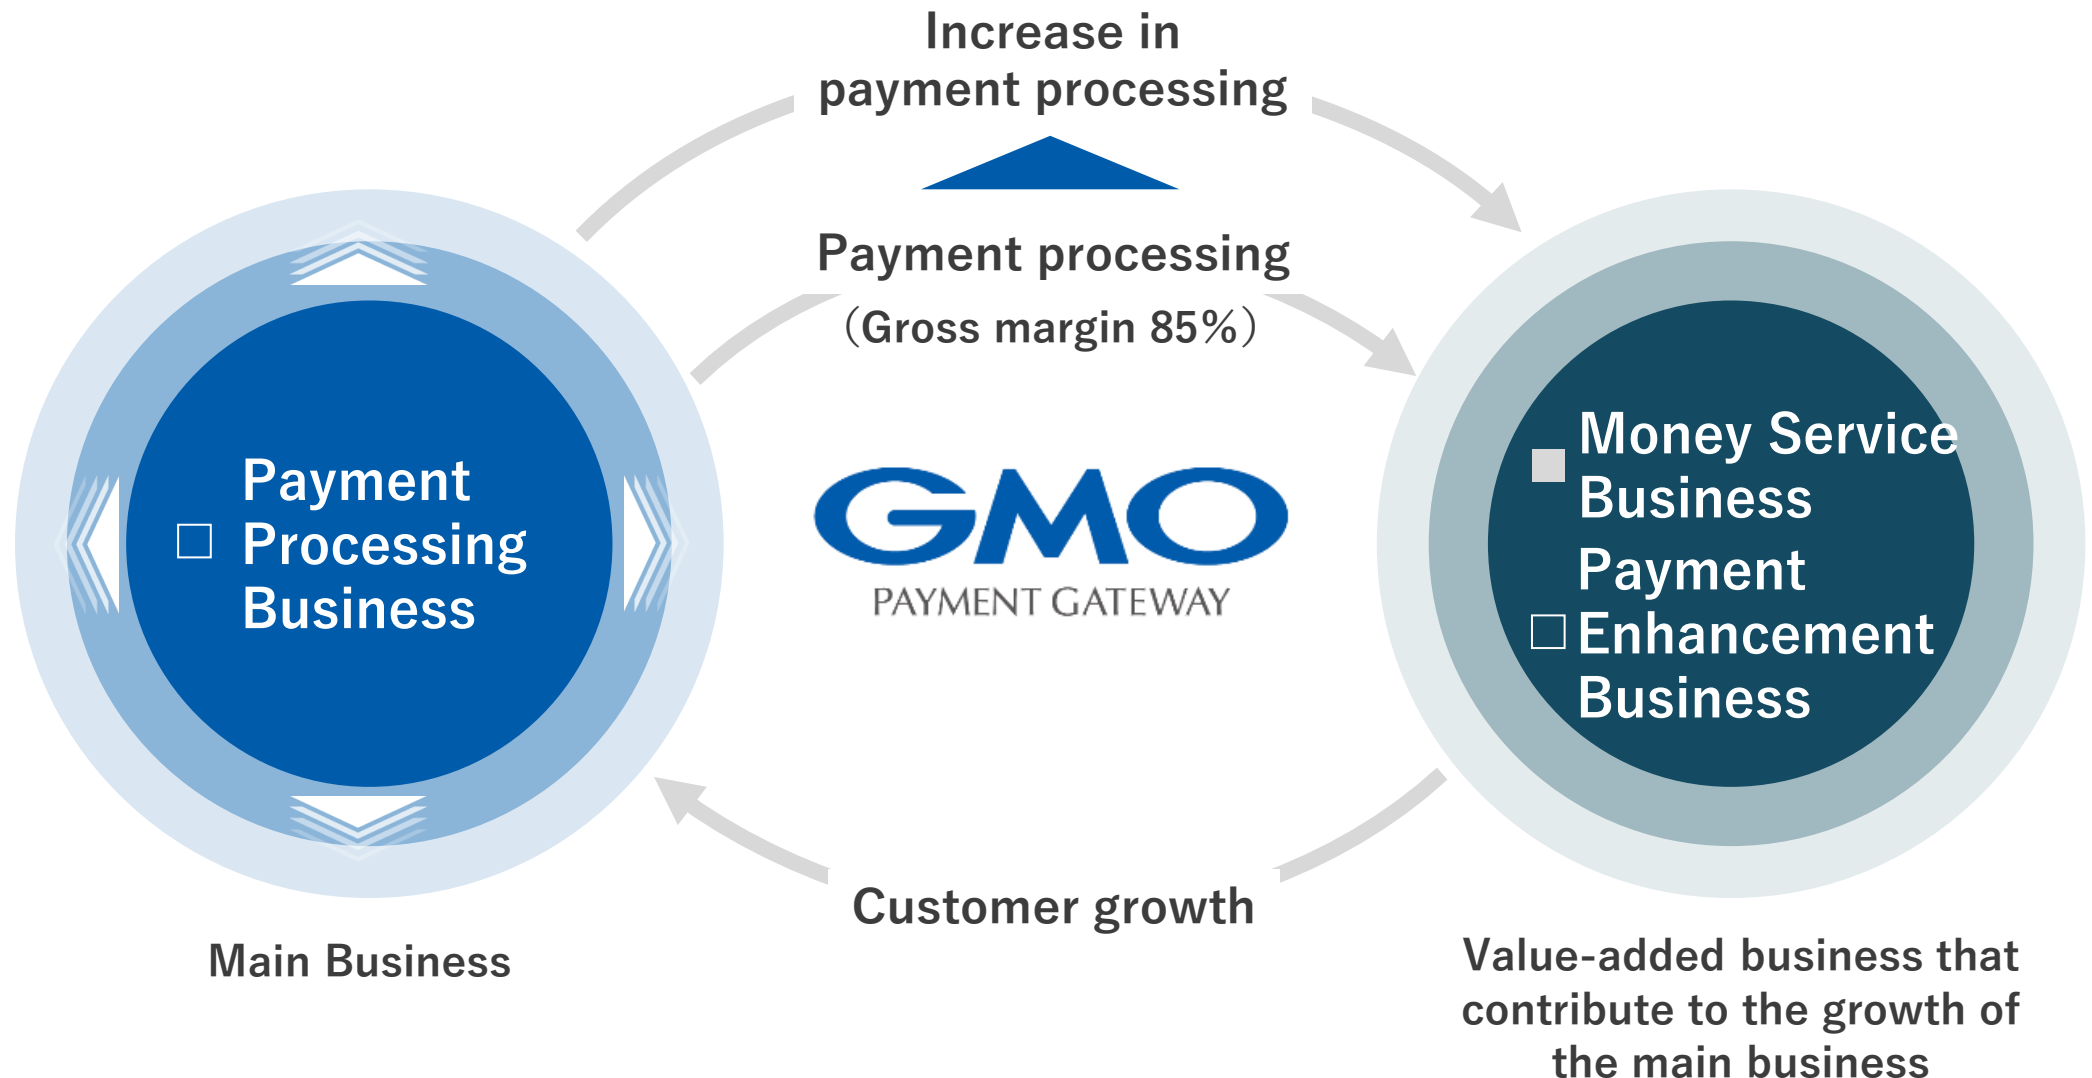 Increase in
payment processing
Payment processing
（Gross margin 85%）
Payment
Processing
Business
GMO
PAYMENT GATEWAY
Money Service
Business
Payment
Enhancement
Business
Customer growth
Main Business
Value-added business that
contribute to the growth of
the main business